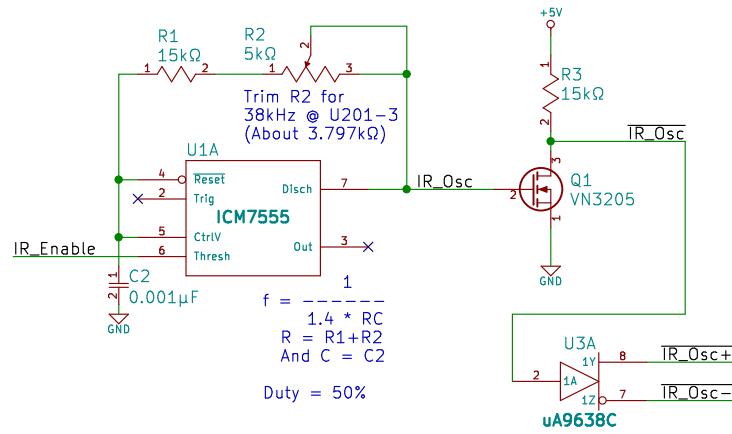 +5V
R1
15kΩ
R2
5kΩ
2
1
2
1
3
1
R3
15kΩ
2
Trim R2 for
38kHz @ U201-3
(About 3.797kΩ)
IR_Osc
U1A
4
Reset
2
Trig
ICM7555
Disch
7
IR_Osc
3
2
Q1
VN3205
1
5
CtrlV
6
Thresh
Out
3
IR_Enable
1
C2
2
0.001µF
GND
GND
1
f = ------
1.4 * RC
R = R1+R2
And C = C2
Duty = 50%
U3A
2
1A
1Y
8
IR_Osc+
1Z
7
IR_Osc-
uA9638C